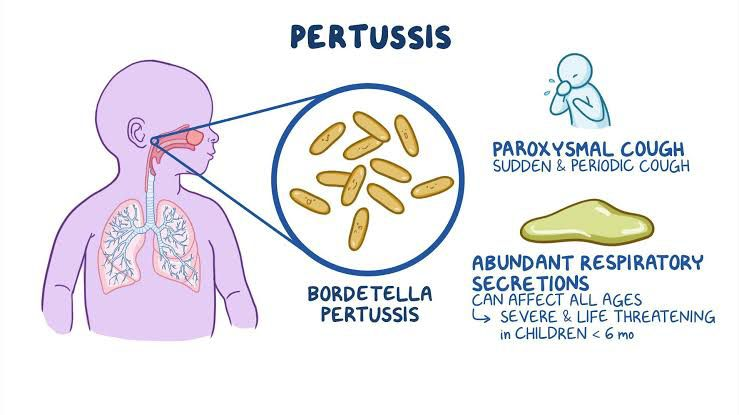 PERTUSSIS
BORDETELLA
PERTUSSIS
PAROXYSMAL COUGH
SUDDEN & PERIODIC COUGH
ABUNDANT RESPIRATORY
SECRETIONS
CAN AFFECT ALL AGES
↳ SEVERE & LIFE THREATENING
in CHILDREN < 6 mo